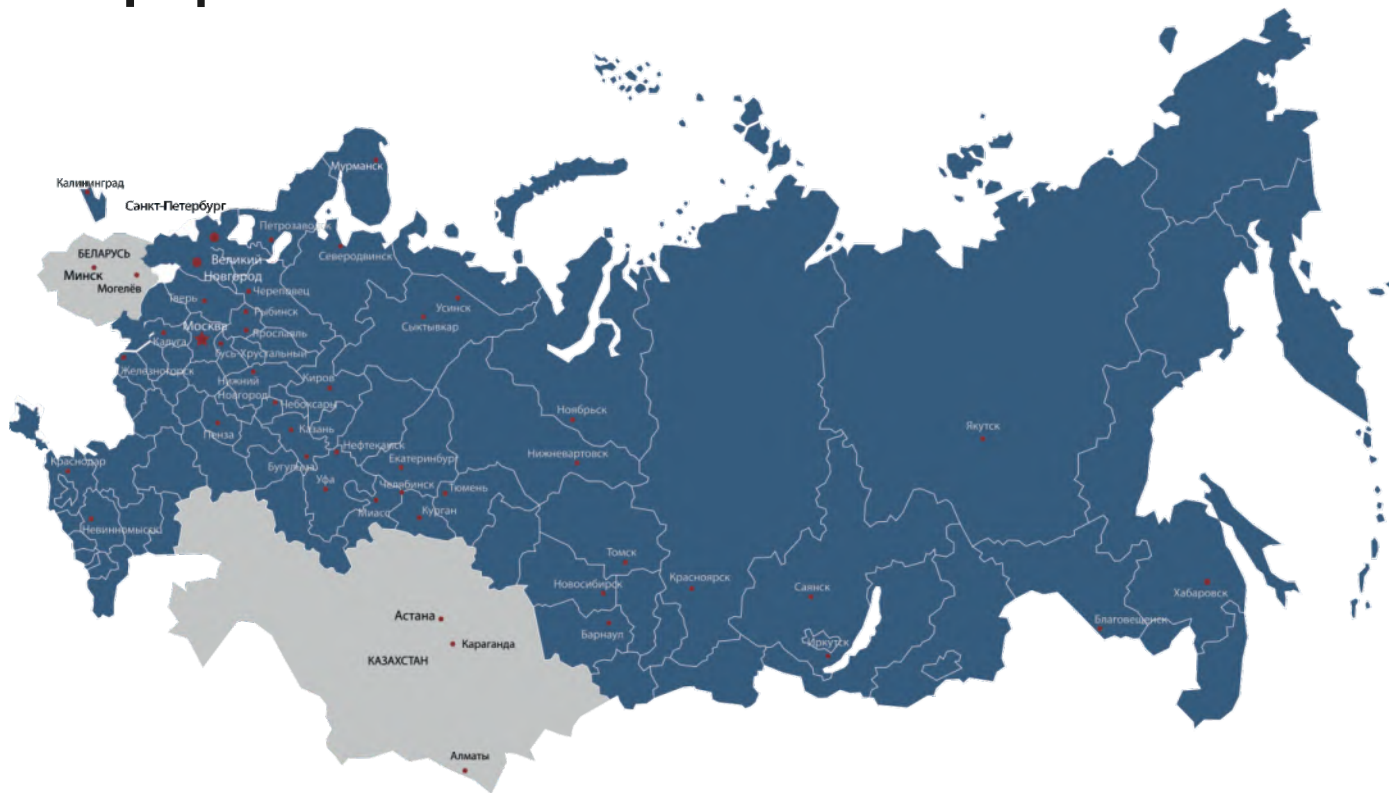 Мурманск
Калининград
Санкт-Петербург
Петрозаводск
БЕЛАРУСЬ
Северодвинск
Великий
Новгород
Минск
Могелёв
Череповец
Тверь
Усинск
Рыбинск
Сыктывкар
Москва
Ярославль
Калуга
Гусь-Хрустальный
Железногорск
Нижний
Новгород
Киров
Чебоксары
Ноябрьск
Якутск
Казань
Пенза
Нефтекамск
Нижневартовск
Екатеринбург
Краснодар
Бугульма
Уфа
Челябинск
Тюмень
Миасс
Курган
Невинномысск
Томск
Новосибирск
Красноярск
Саянск
Хабаровск
Астана
Барнаул
Благовещенск
Караганда
Иркутск
КАЗАХСТАН
Алматы